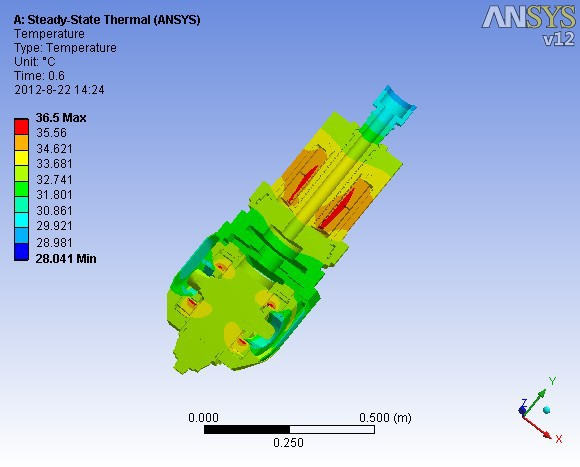 A: Steady-State Thermal (ANSYS)
Temperature
Type: Temperature
Unit: °C
Time: 0.6
2012-8-22 14:24
ANSYS
v12
36.5 Max
35.56
34.621
33.681
32.741
31.801
30.861
29.921
28.981
28.041 Min
0.000
0.500 (m)
0.250
Y
Z
X